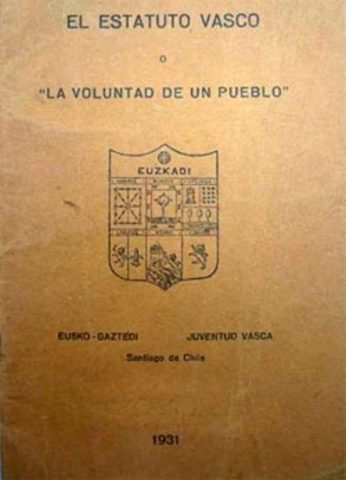 EL ESTATUTO VASCO
o
"LA VOLUNTAD DE UN PUEBLO"
EUZKADI
EUSKO-GAZTEDI JUVENTUD VASCA
Santiago de Chile
1931